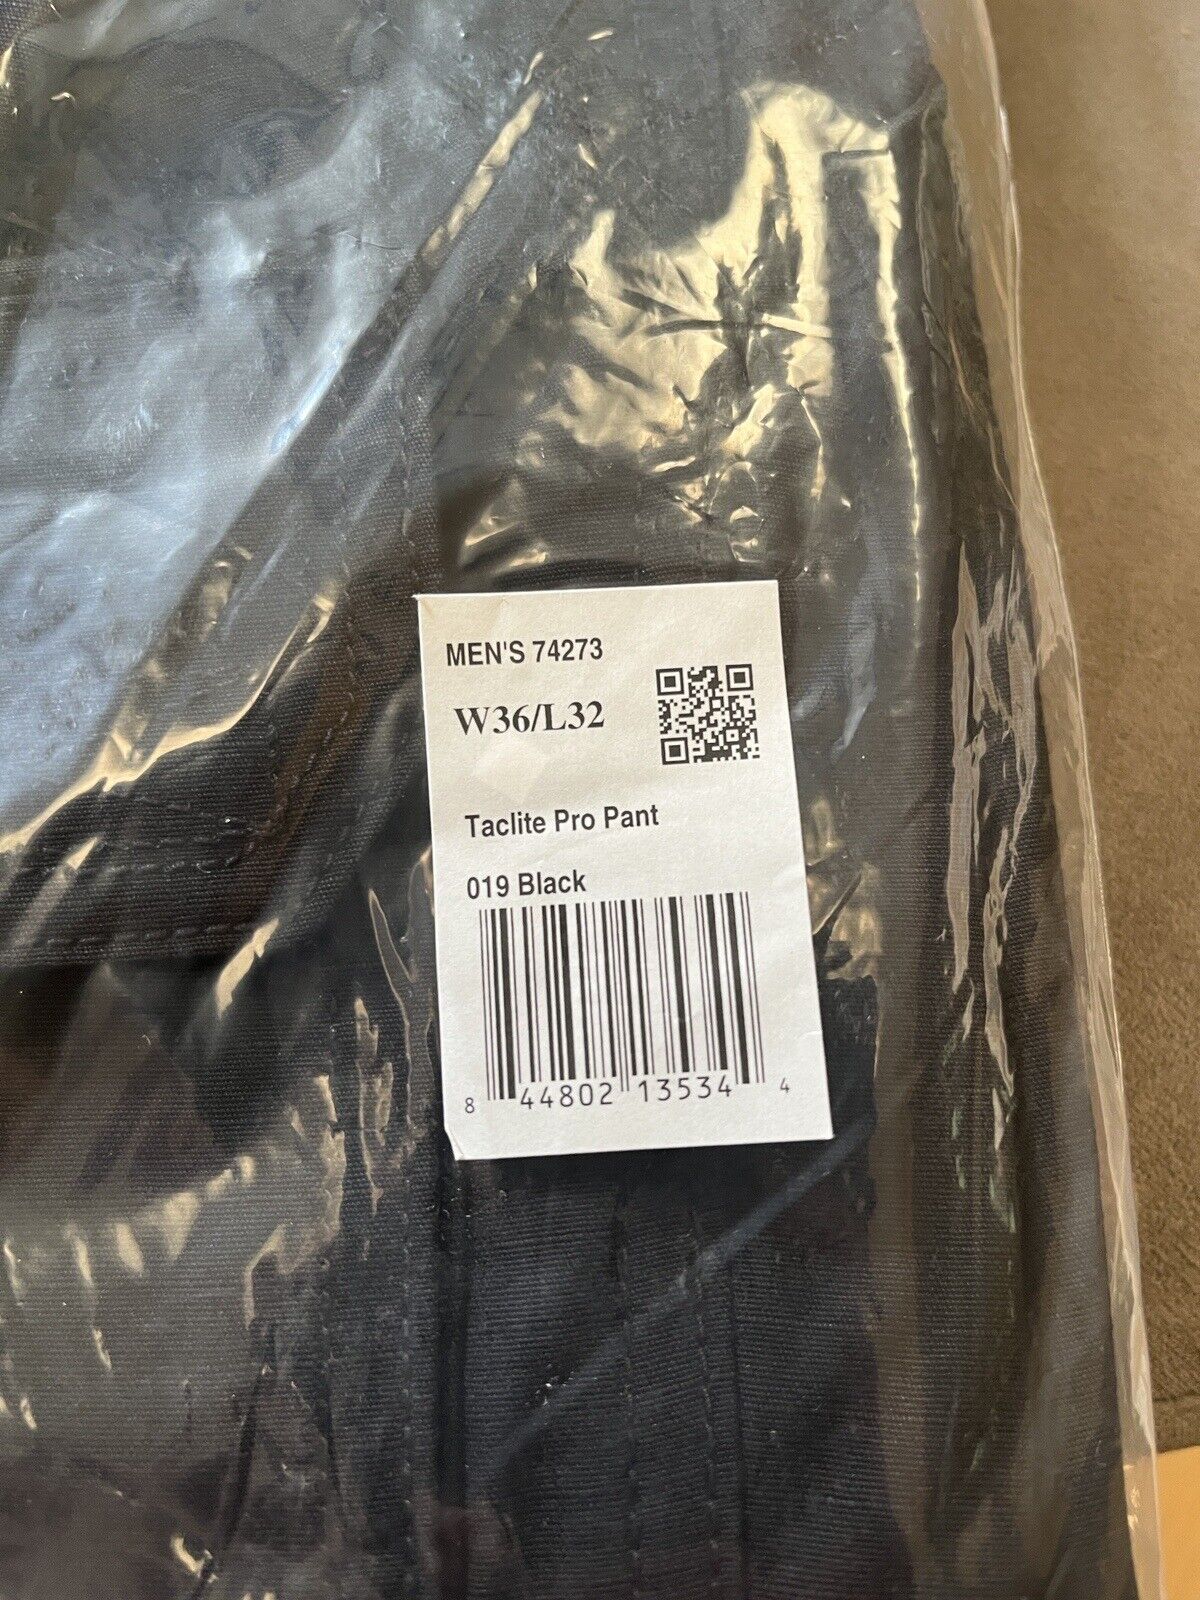 MEN'S 74273
W36/L32
Taclite Pro Pant
019 Black
8 44802 13534 4